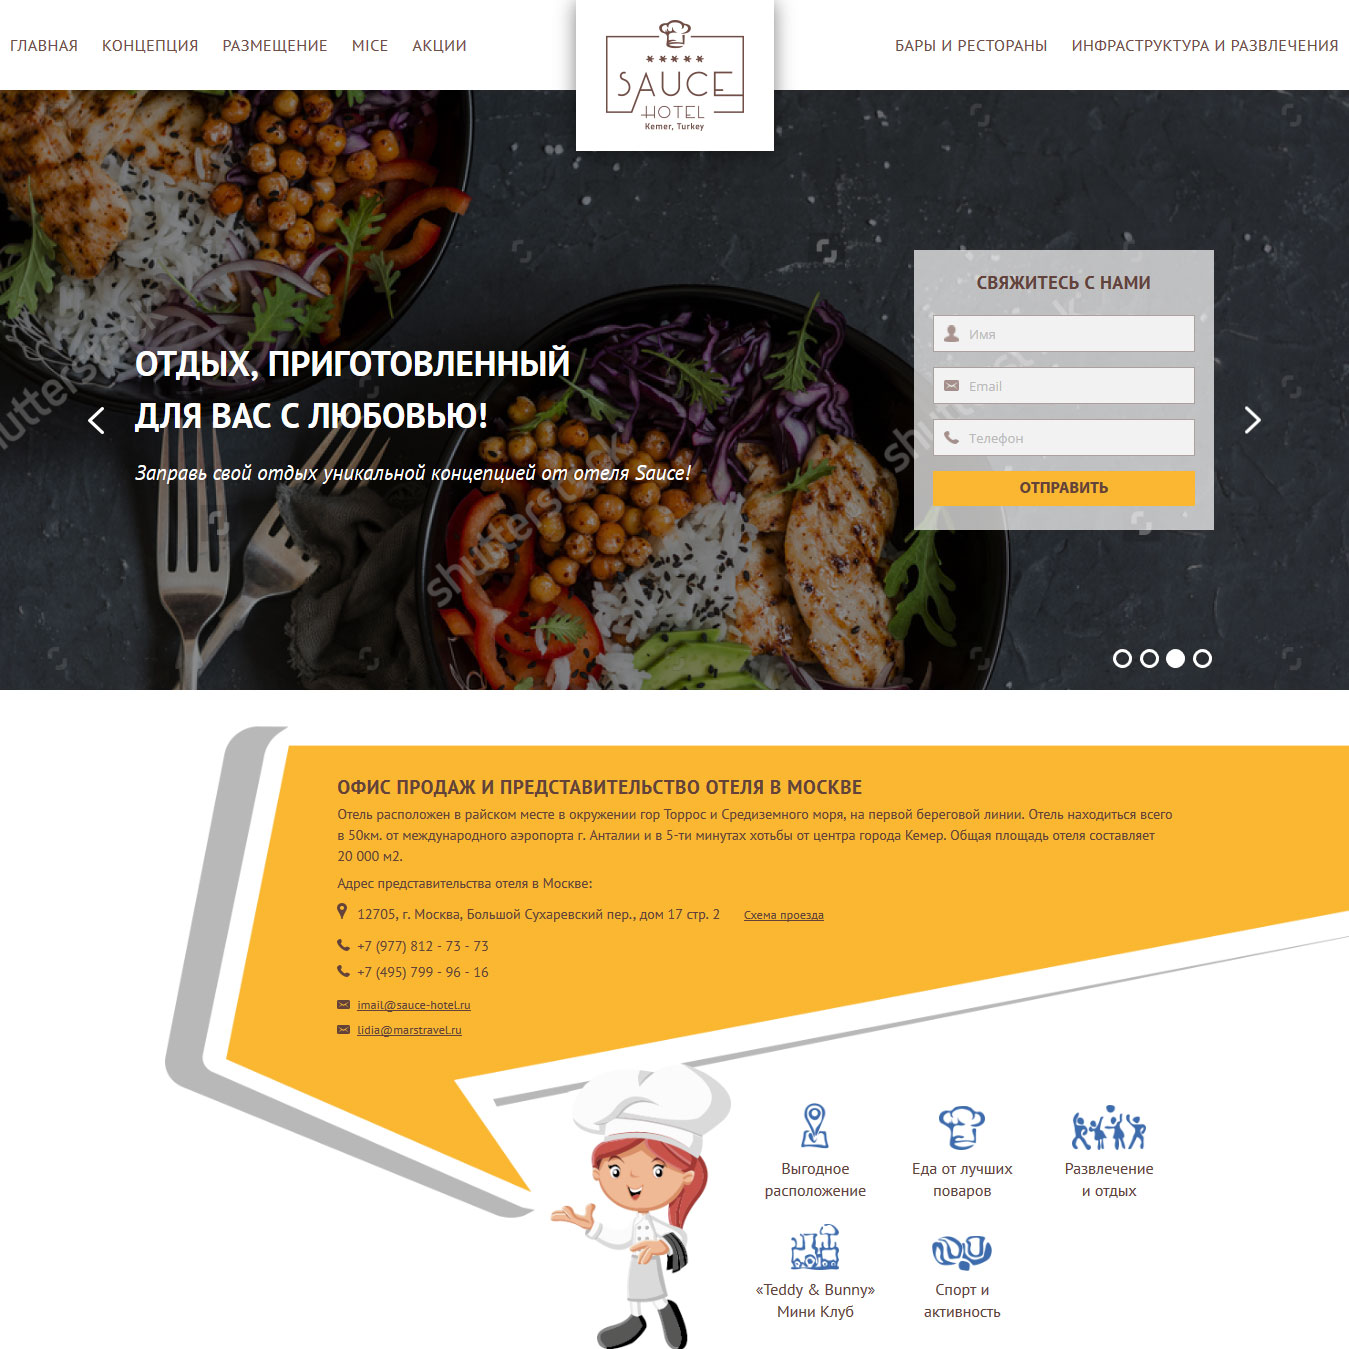 ГЛАВНАЯ КОНЦЕПЦИЯ РАЗМЕЩЕНИЕ MICE АКЦИИ
SAUCE
HOTEL
Kemer, Turkey
БАРЫ И РЕСТОРАНЫ ИНФРАСТРУКТУРА И РАЗВЛЕЧЕНИЯ
ОТДЫХ, ПРИГОТОВЛЕННЫЙ
ДЛЯ ВАС С ЛЮБОВЬЮ!
Заправь свой отдых уникальной концепцией от отеля Sauce!
СВЯЖИТЕСЬ С НАМИ
Имя
Email
Телефон
ОТПРАВИТЬ
shutterstock
shutterstock
shutterstock
ОФИС ПРОДАЖ И ПРЕДСТАВИТЕЛЬСТВО ОТЕЛЯ В МОСКВЕ
Отель расположен в райском месте в окружении гор Торрос и Средиземного моря, на первой береговой линии. Отель находиться всего
в 50км. от международного аэропорта г. Анталии и в 5-ти минутах хотьбы от центра города Кемер. Общая площадь отеля составляет
20 000 м2.
Адрес представительства отеля в Москве:
12705, г. Москва, Большой Сухаревский пер., дом 17 стр. 2 Схема проезда
+7 (977) 812 - 73 - 73
+7 (495) 799 - 96 - 16
imail@sauce-hotel.ru
lidia@marstravel.ru
Выгодное
расположение
Еда от лучших
поваров
Развлечение
и отдых
«Teddy & Bunny»
Мини Клуб
Спорт и
активность